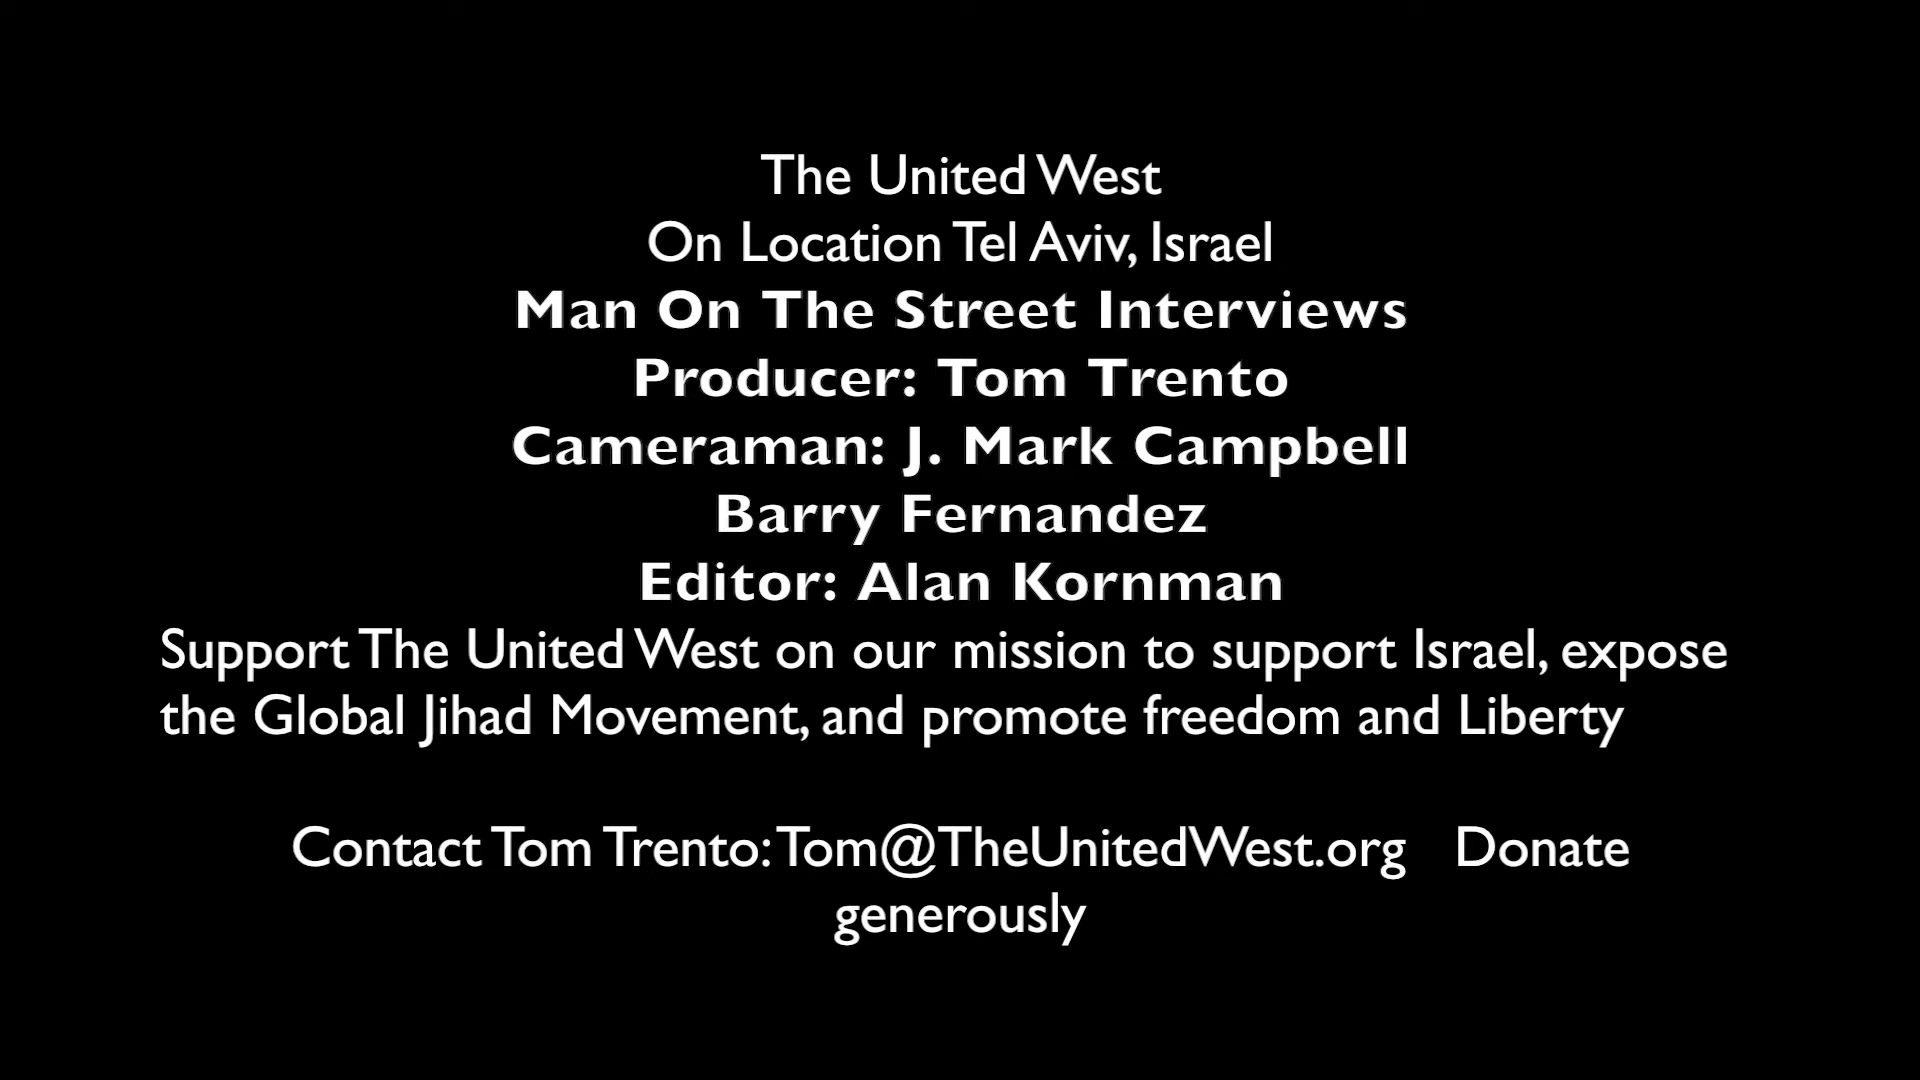 The United West
On Location Tel Aviv, Israel
Man On The Street Interviews
Producer: Tom Trento
Cameraman: J. Mark Campbell
Barry Fernandez
Editor: Alan Kornman
Support The United West on our mission to support Israel, expose
the Global Jihad Movement, and promote freedom and Liberty
Contact Tom Trento: Tom@TheUnitedWest.org Donate
generously